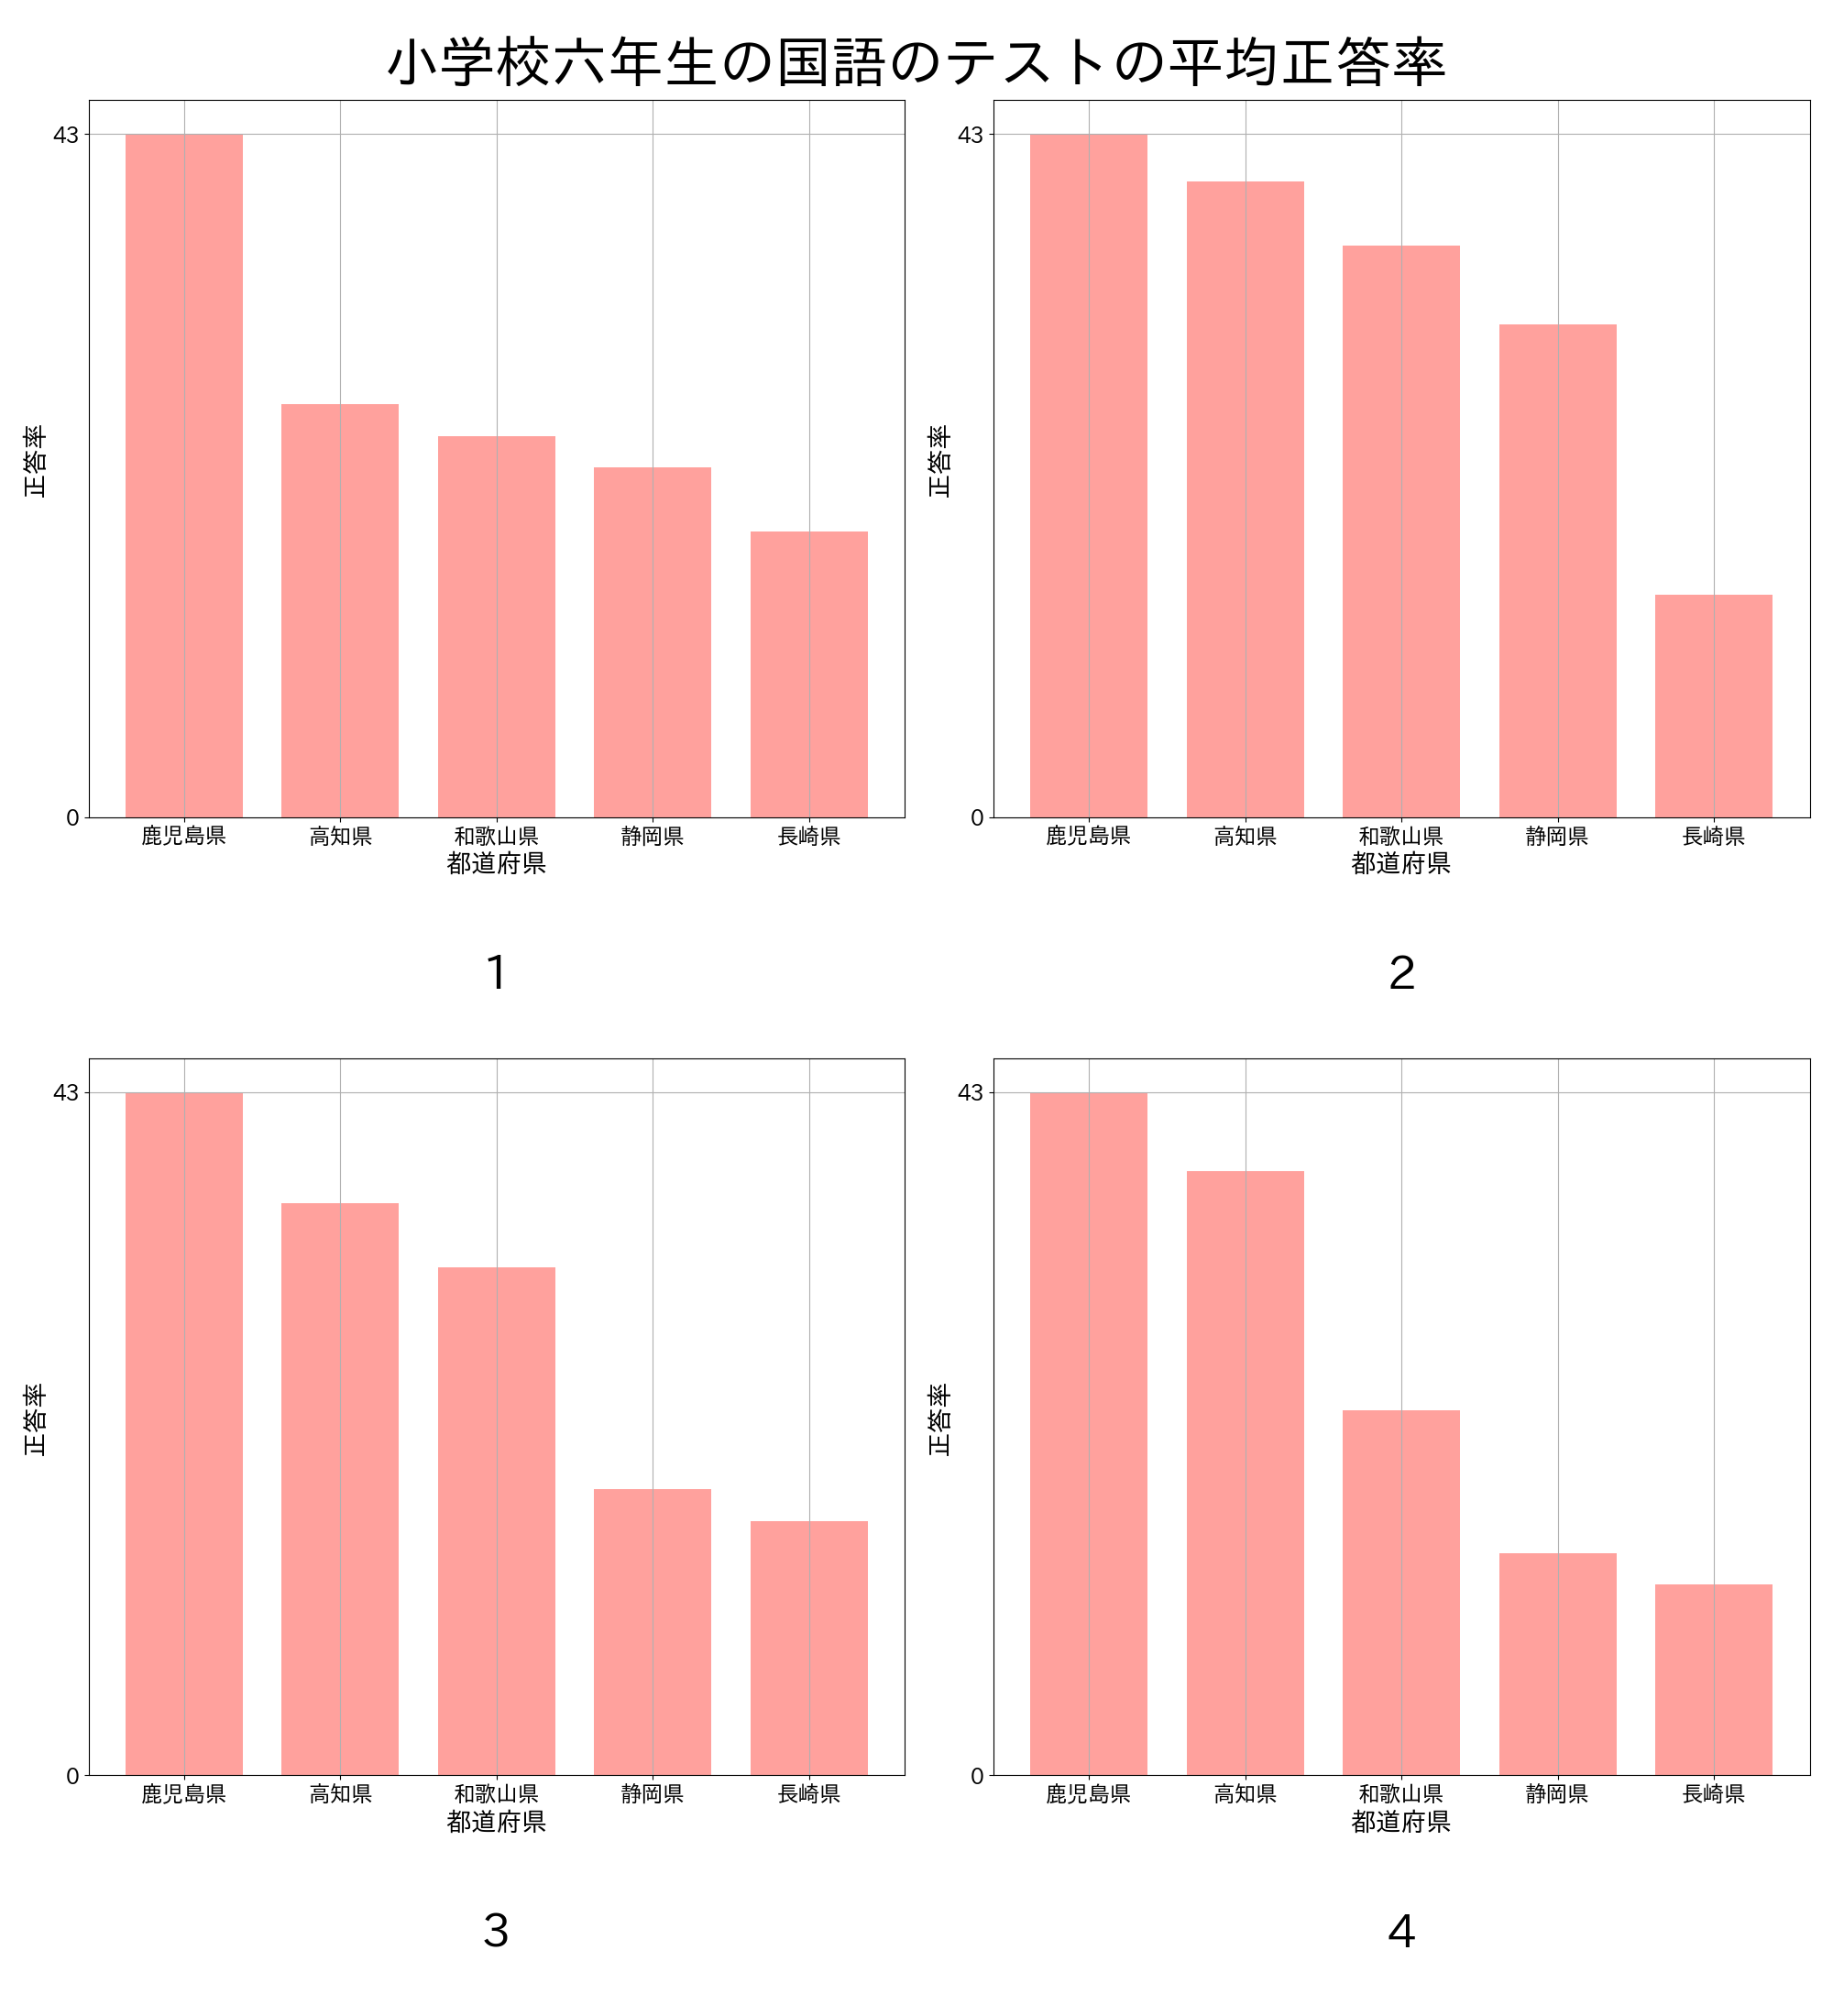 小学校六年生の国語のテストの平均正答率
43
0
正答率
鹿児島県 高知県 和歌山県 静岡県 長崎県
都道府県
1
43
0
正答率
鹿児島県 高知県 和歌山県 静岡県 長崎県
都道府県
2
43
0
正答率
鹿児島県 高知県 和歌山県 静岡県 長崎県
都道府県
3
43
0
正答率
鹿児島県 高知県 和歌山県 静岡県 長崎県
都道府県
4